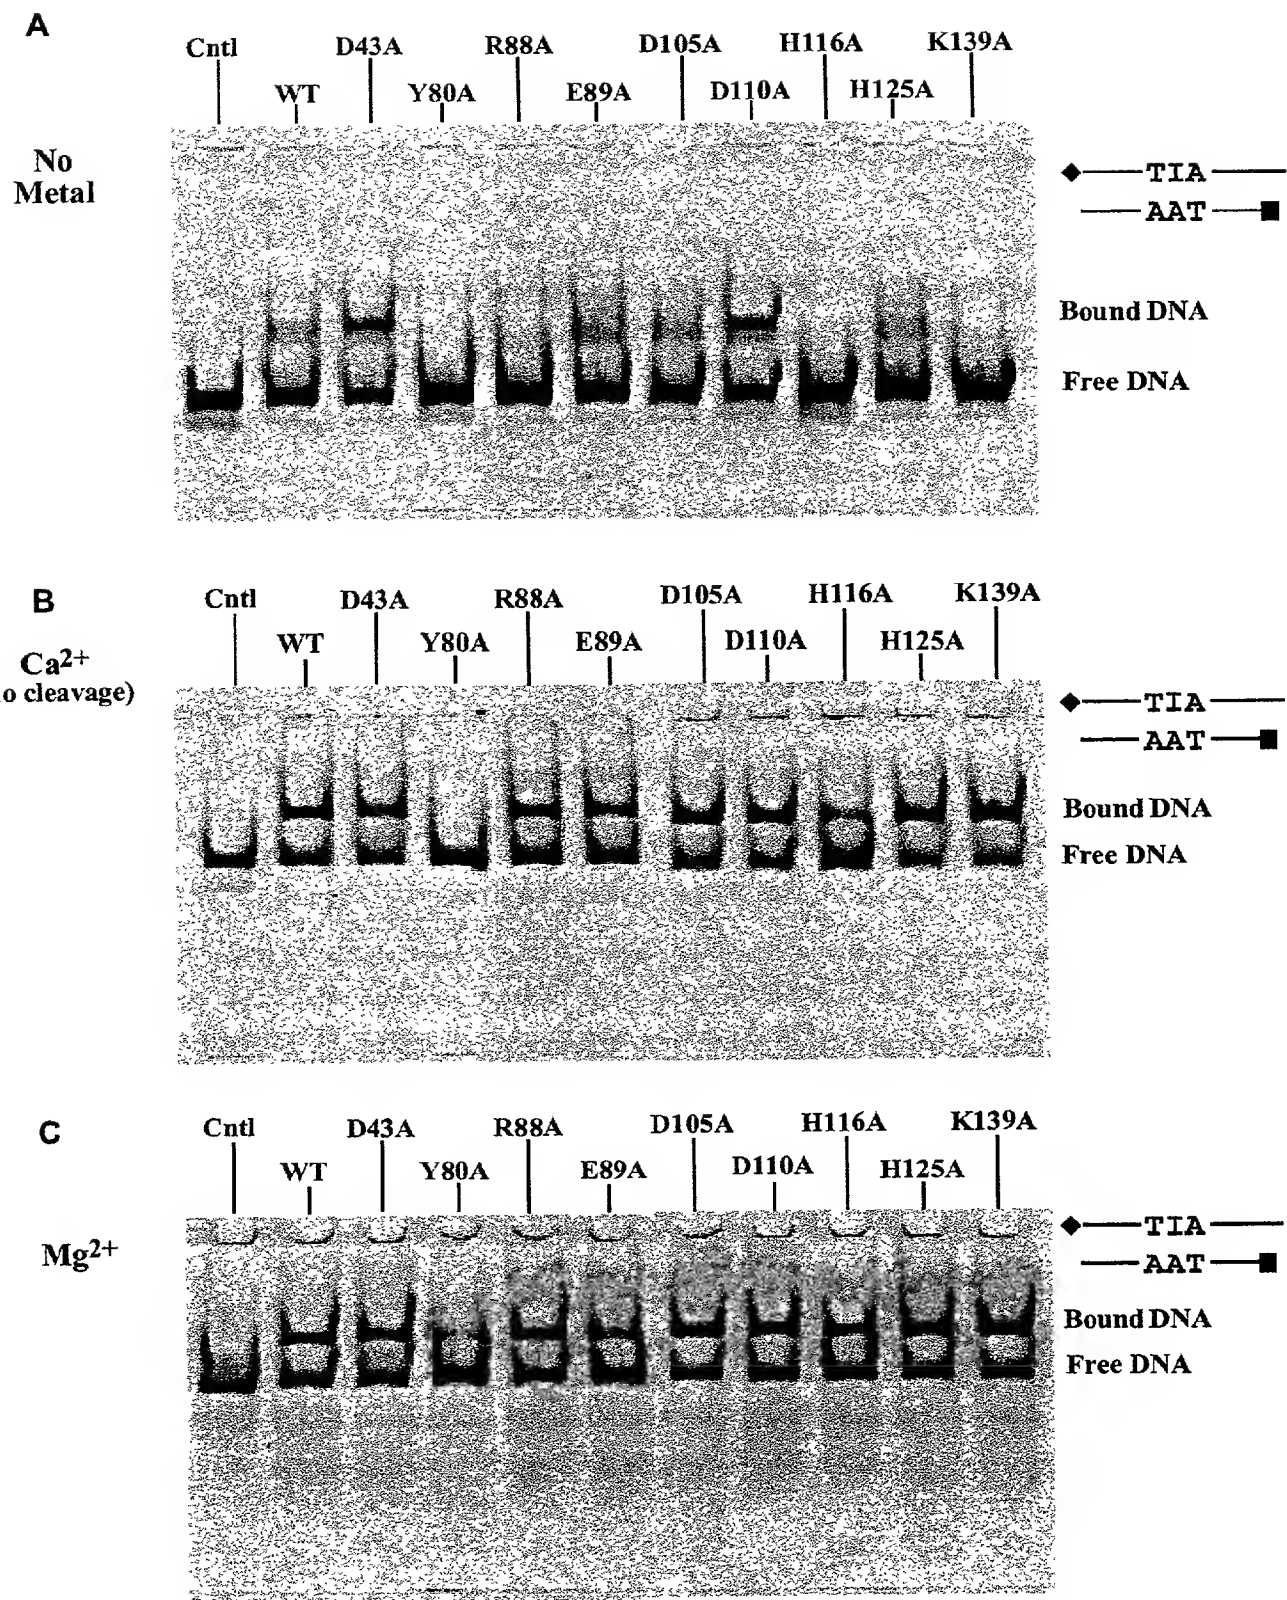 A
Cntl D43A R88A D105A H116A K139A
WT Y80A E89A D110A H125A
No
Metal
TIA
AAT
Bound DNA
Free DNA
B
Cntl D43A R88A D105A H116A K139A
WT Y80A E89A D110A H125A
Ca2+
o cleavage)
TIA
AAT
Bound DNA
Free DNA
C
Cntl D43A R88A D105A H116A K139A
WT Y80A E89A D110A H125A
Mg2+
TIA
AAT
Bound DNA
Free DNA